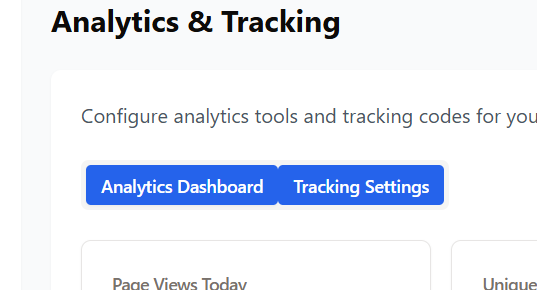 Analytics & Tracking
Configure analytics tools and tracking codes for you
Analytics Dashboard Tracking Settings
Page Views Today Unique